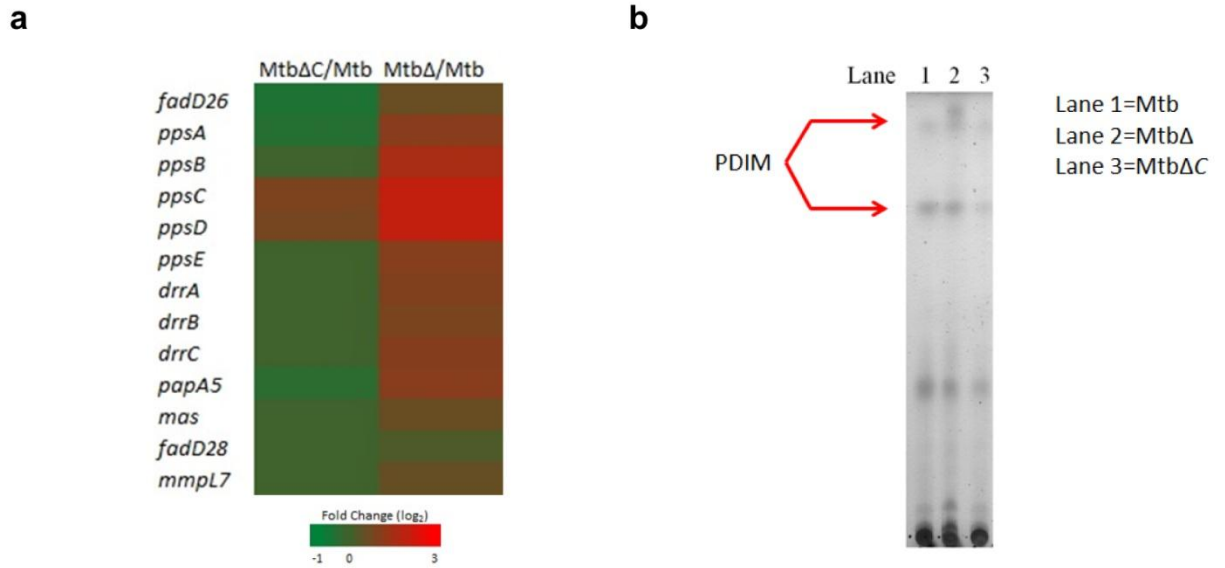 a
MtbΔC/Mtb MtbΔ/Mtb
fadD26
ppsA
ppsB
ppsC
ppsD
ppsE
drrA
drrB
drrC
papA5
mas
fadD28
mmpL7
Fold Change (log₂)
-1 0 3
b
Lane 1 2 3
PDIM
Lane 1=Mtb
Lane 2=MtbΔ
Lane 3=MtbΔC